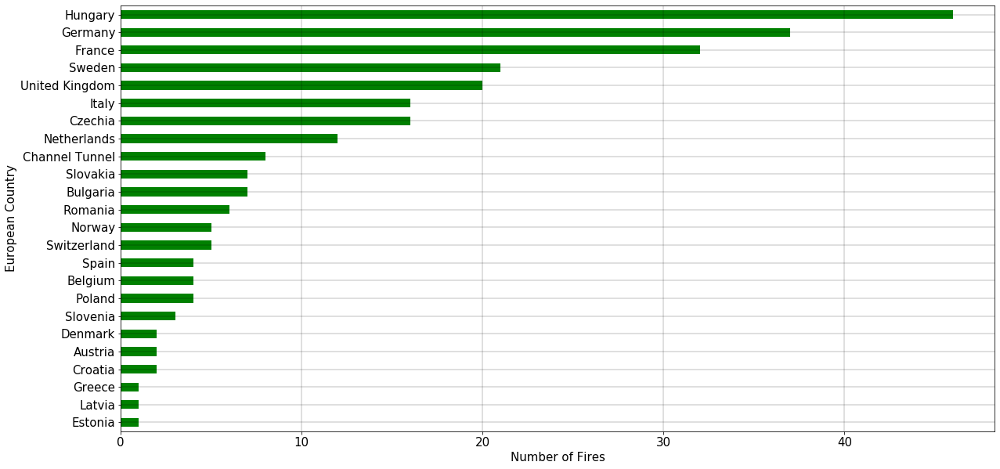 Hungary
Germany
France
Sweden
United Kingdom
Italy
Czechia
Netherlands
Channel Tunnel
Slovakia
Bulgaria
Romania
Norway
Switzerland
Spain
Belgium
Poland
Slovenia
Denmark
Austria
Croatia
Greece
Latvia
Estonia
European Country
0 10 20 30 40
Number of Fires